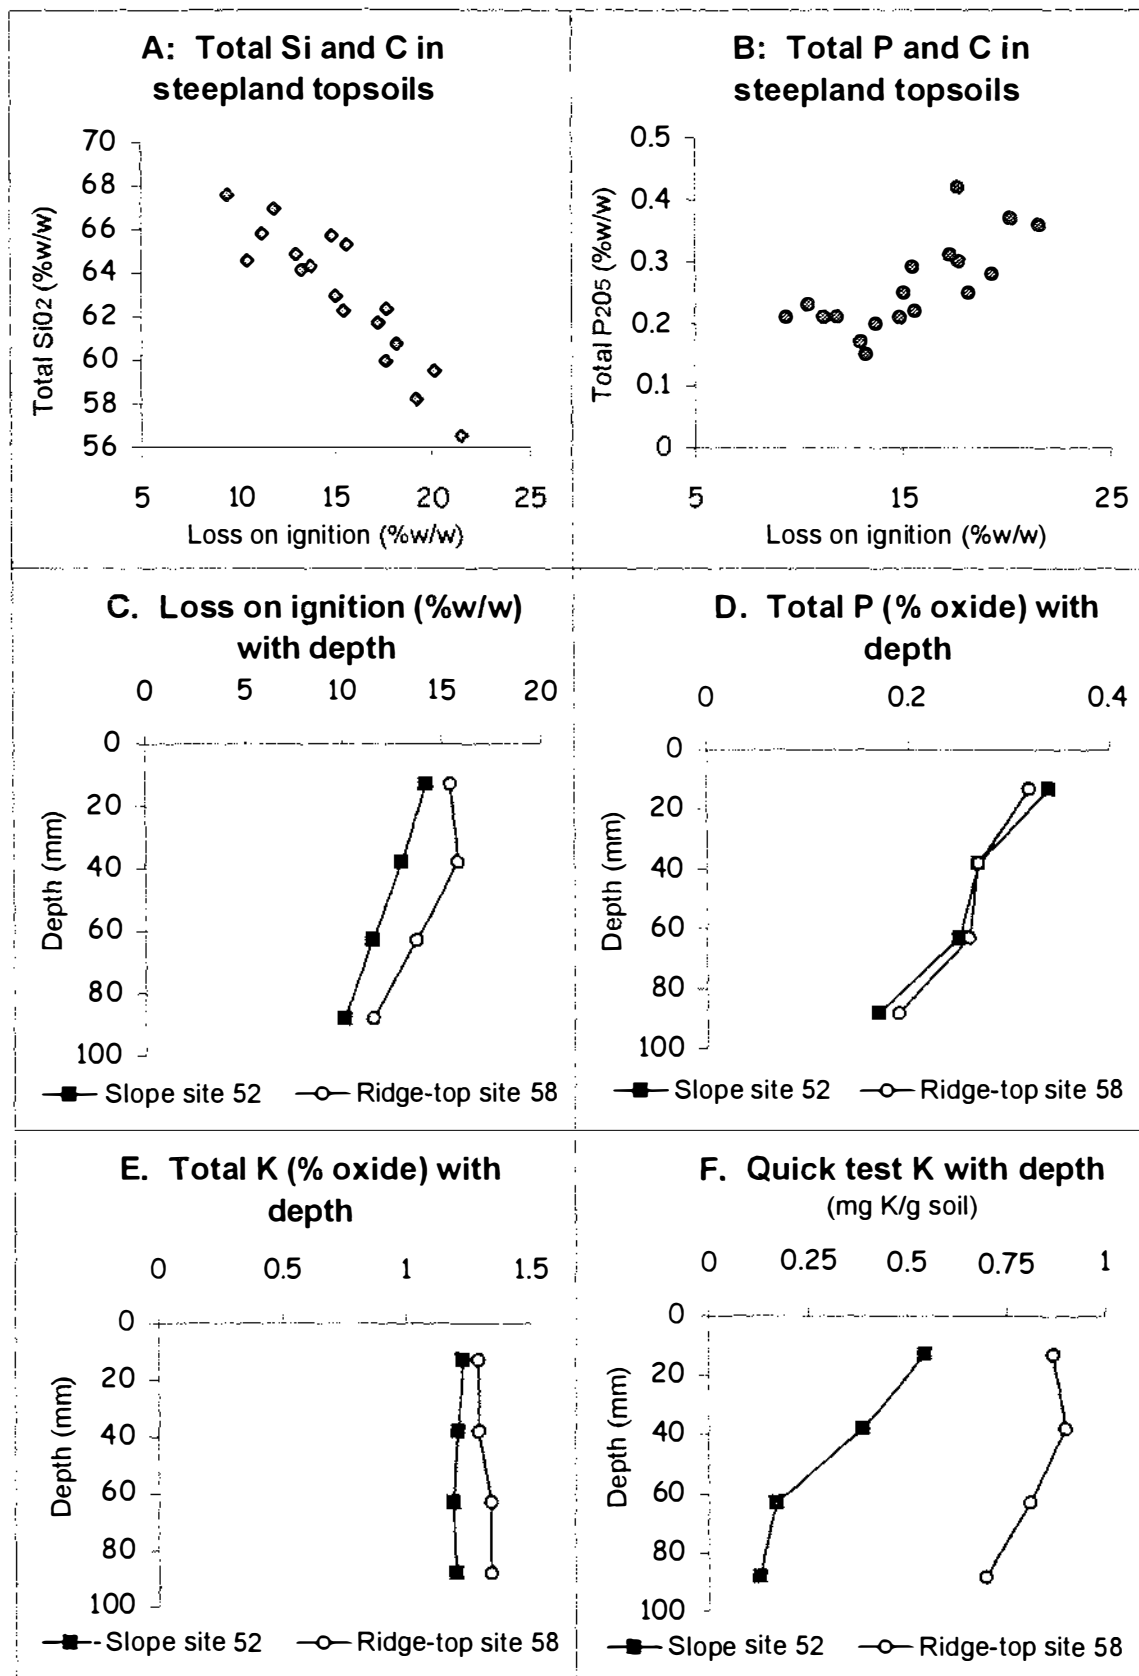 A: Total Si and C in
steepland topsoils
70
68
66
64
62
60
58
56
Total SiO2 (%w/w)
5 10 15 20 25
Loss on ignition (%w/w)
B: Total P and C in
steepland topsoils
0.5
0.4
0.3
0.2
0.1
0
Total P2O5 (%w/w)
5 15 25
Loss on ignition (%w/w)
C. Loss on ignition (%w/w)
with depth
0 5 10 15 20
0
20
40
60
80
100
Depth (mm)
Slope site 52 Ridge-top site 58
D. Total P (% oxide) with
depth
0 0.2 0.4
0
20
40
60
80
100
Depth (mm)
Slope site 52 Ridge-top site 58
E. Total K (% oxide) with
depth
0 0.5 1 1.5
0
20
40
60
80
100
Depth (mm)
Slope site 52 Ridge-top site 58
F. Quick test K with depth
(mg K/g soil)
0 0.25 0.5 0.75 1
0
20
40
60
80
100
Depth (mm)
Slope site 52 Ridge-top site 58